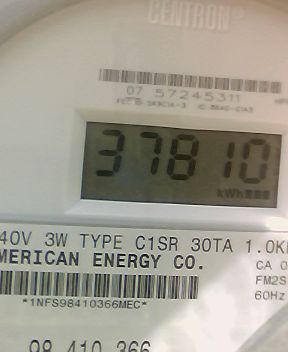 CENTRON®
07 57245311
37810
kWh
40V 3W TYPE C1SR 30TA 1.0K
MERICAN ENERGY CO.
CA 0
FM2S
60Hz
*1NFS98410366MEC*
98 410 366